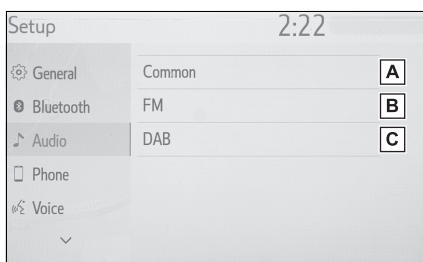 Setup 2:22
General
Bluetooth
Audio
Phone
Voice
Common A
FM B
DAB C